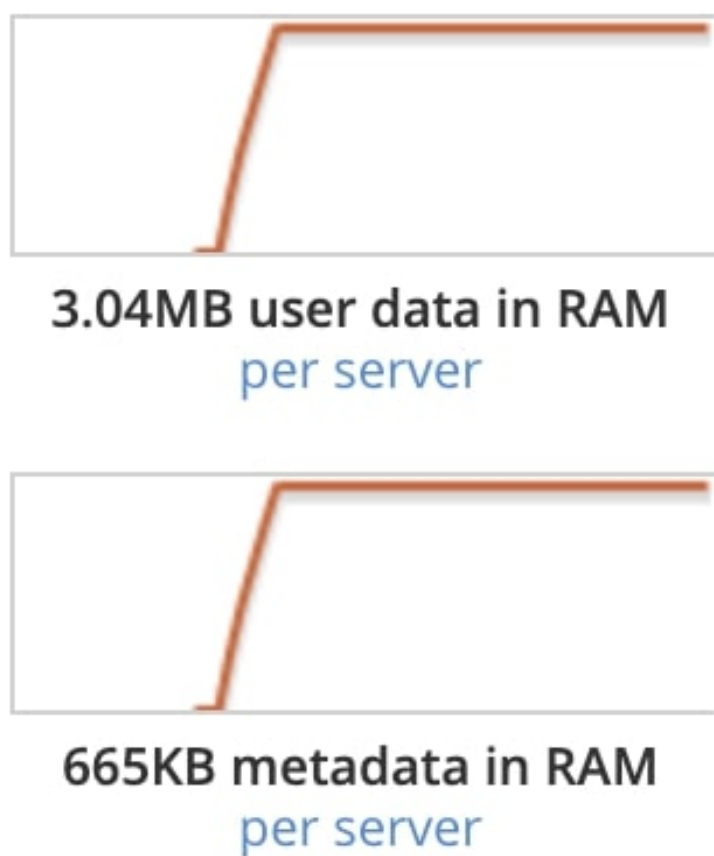 3.04MB user data in RAM
per server
665KB metadata in RAM
per server